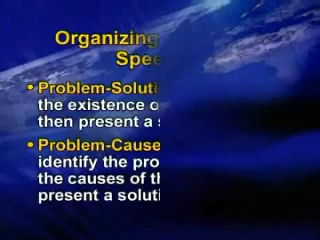 Organizing
Spee
• Problem-Soluti
the existence o
then present a s
• Problem-Cause
identify the pro
the causes of th
present a soluti